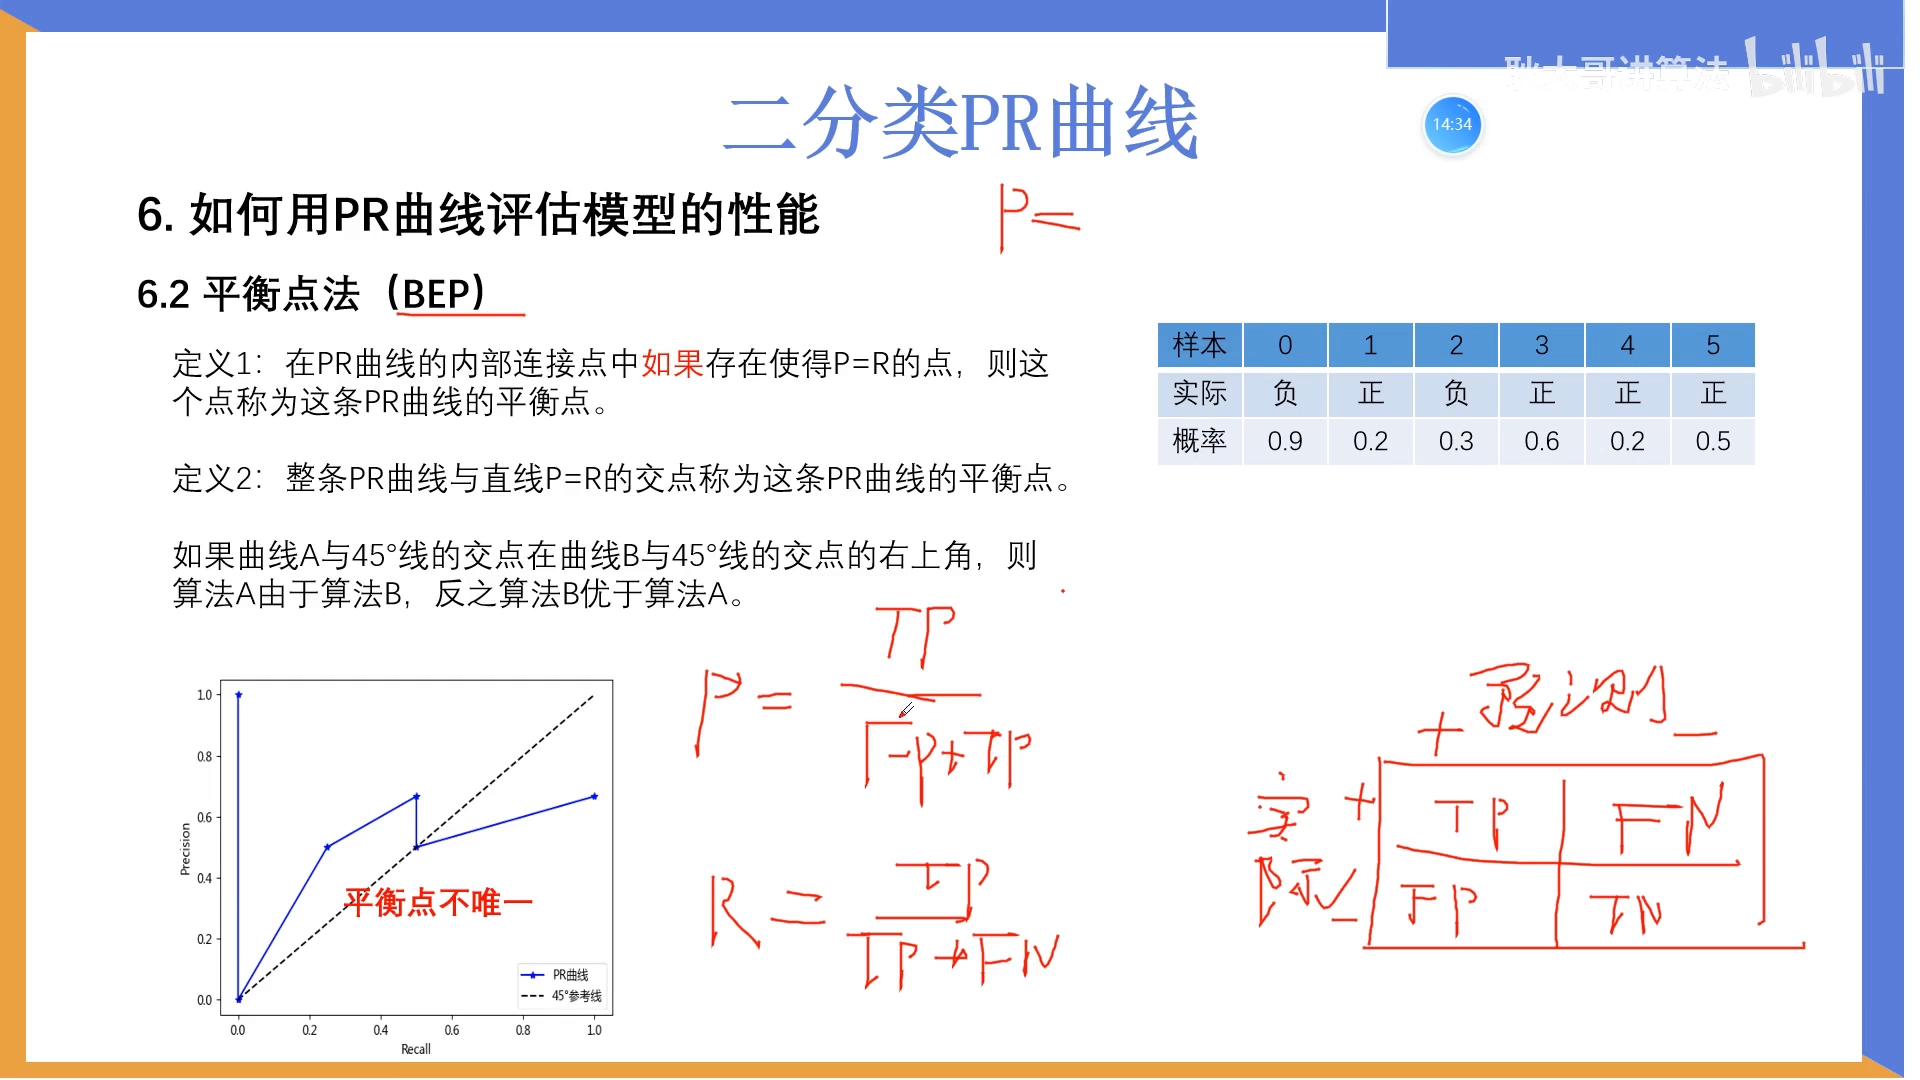 耿大哥讲算法 bilibili
二分类PR曲线
14:34
6. 如何用PR曲线评估模型的性能
P=
6.2 平衡点法（BEP）
定义1：在PR曲线的内部连接点中如果存在使得P=R的点，则这
个点称为这条PR曲线的平衡点。
定义2：整条PR曲线与直线P=R的交点称为这条PR曲线的平衡点。
如果曲线A与45°线的交点在曲线B与45°线的交点的右上角，则
算法A由于算法B，反之算法B优于算法A。
样本 0 1 2 3 4 5
实际 负 正 负 正 正 正
概率 0.9 0.2 0.3 0.6 0.2 0.5
1.0
0.8
0.6
0.4
0.2
0.0
Precision
平衡点不唯一
PR曲线
45°参考线
0.0 0.2 0.4 0.6 0.8 1.0
Recall
TP
P=
FP+TP
TP
R=
TP+FN
预测
+ -
实际
+ TP FN
- FP TN